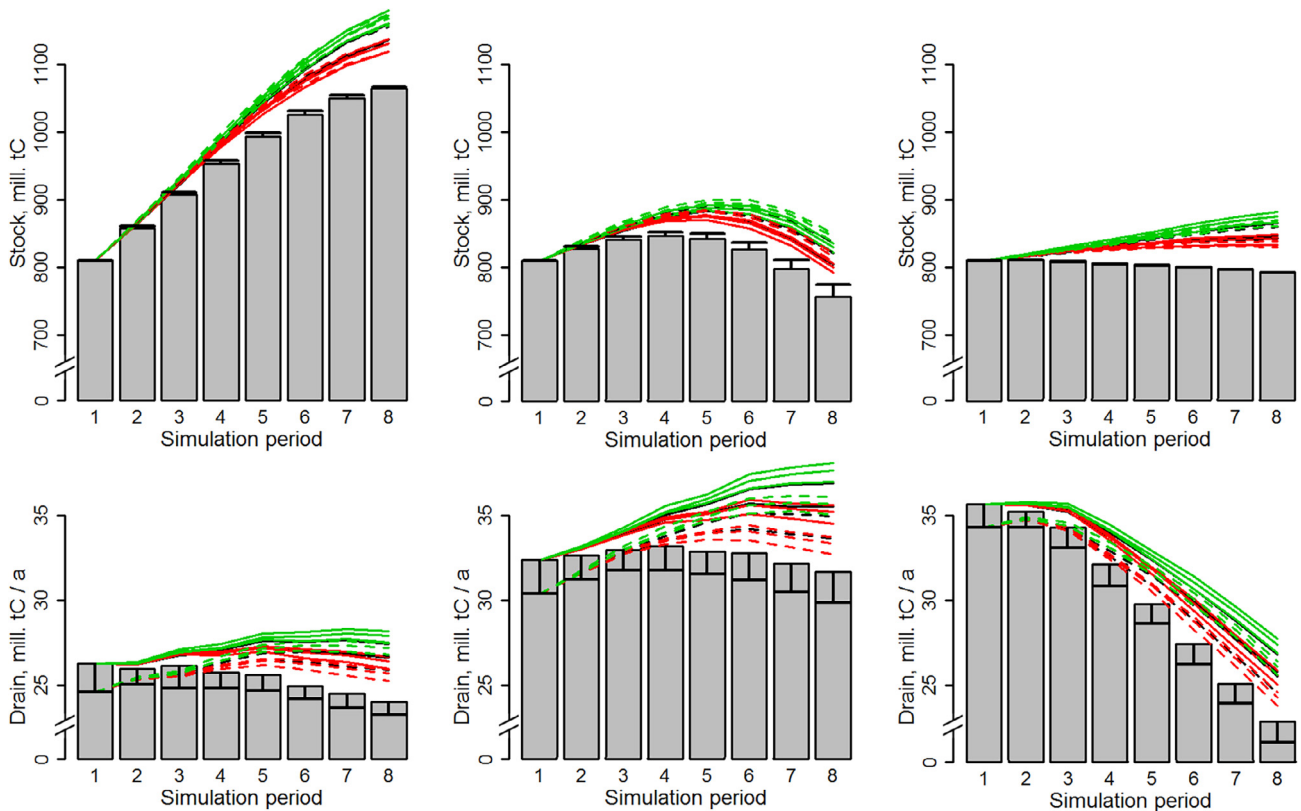 Stock, mill. tC
0 700 800 900 1000 1100
1 2 3 4 5 6 7 8
Simulation period
Stock, mill. tC
0 700 800 900 1000 1100
1 2 3 4 5 6 7 8
Simulation period
Stock, mill. tC
0 700 800 900 1000 1100
1 2 3 4 5 6 7 8
Simulation period
Drain, mill. tC / a
0 25 30 35
1 2 3 4 5 6 7 8
Simulation period
Drain, mill. tC / a
0 25 30 35
1 2 3 4 5 6 7 8
Simulation period
Drain, mill. tC / a
0 25 30 35
1 2 3 4 5 6 7 8
Simulation period